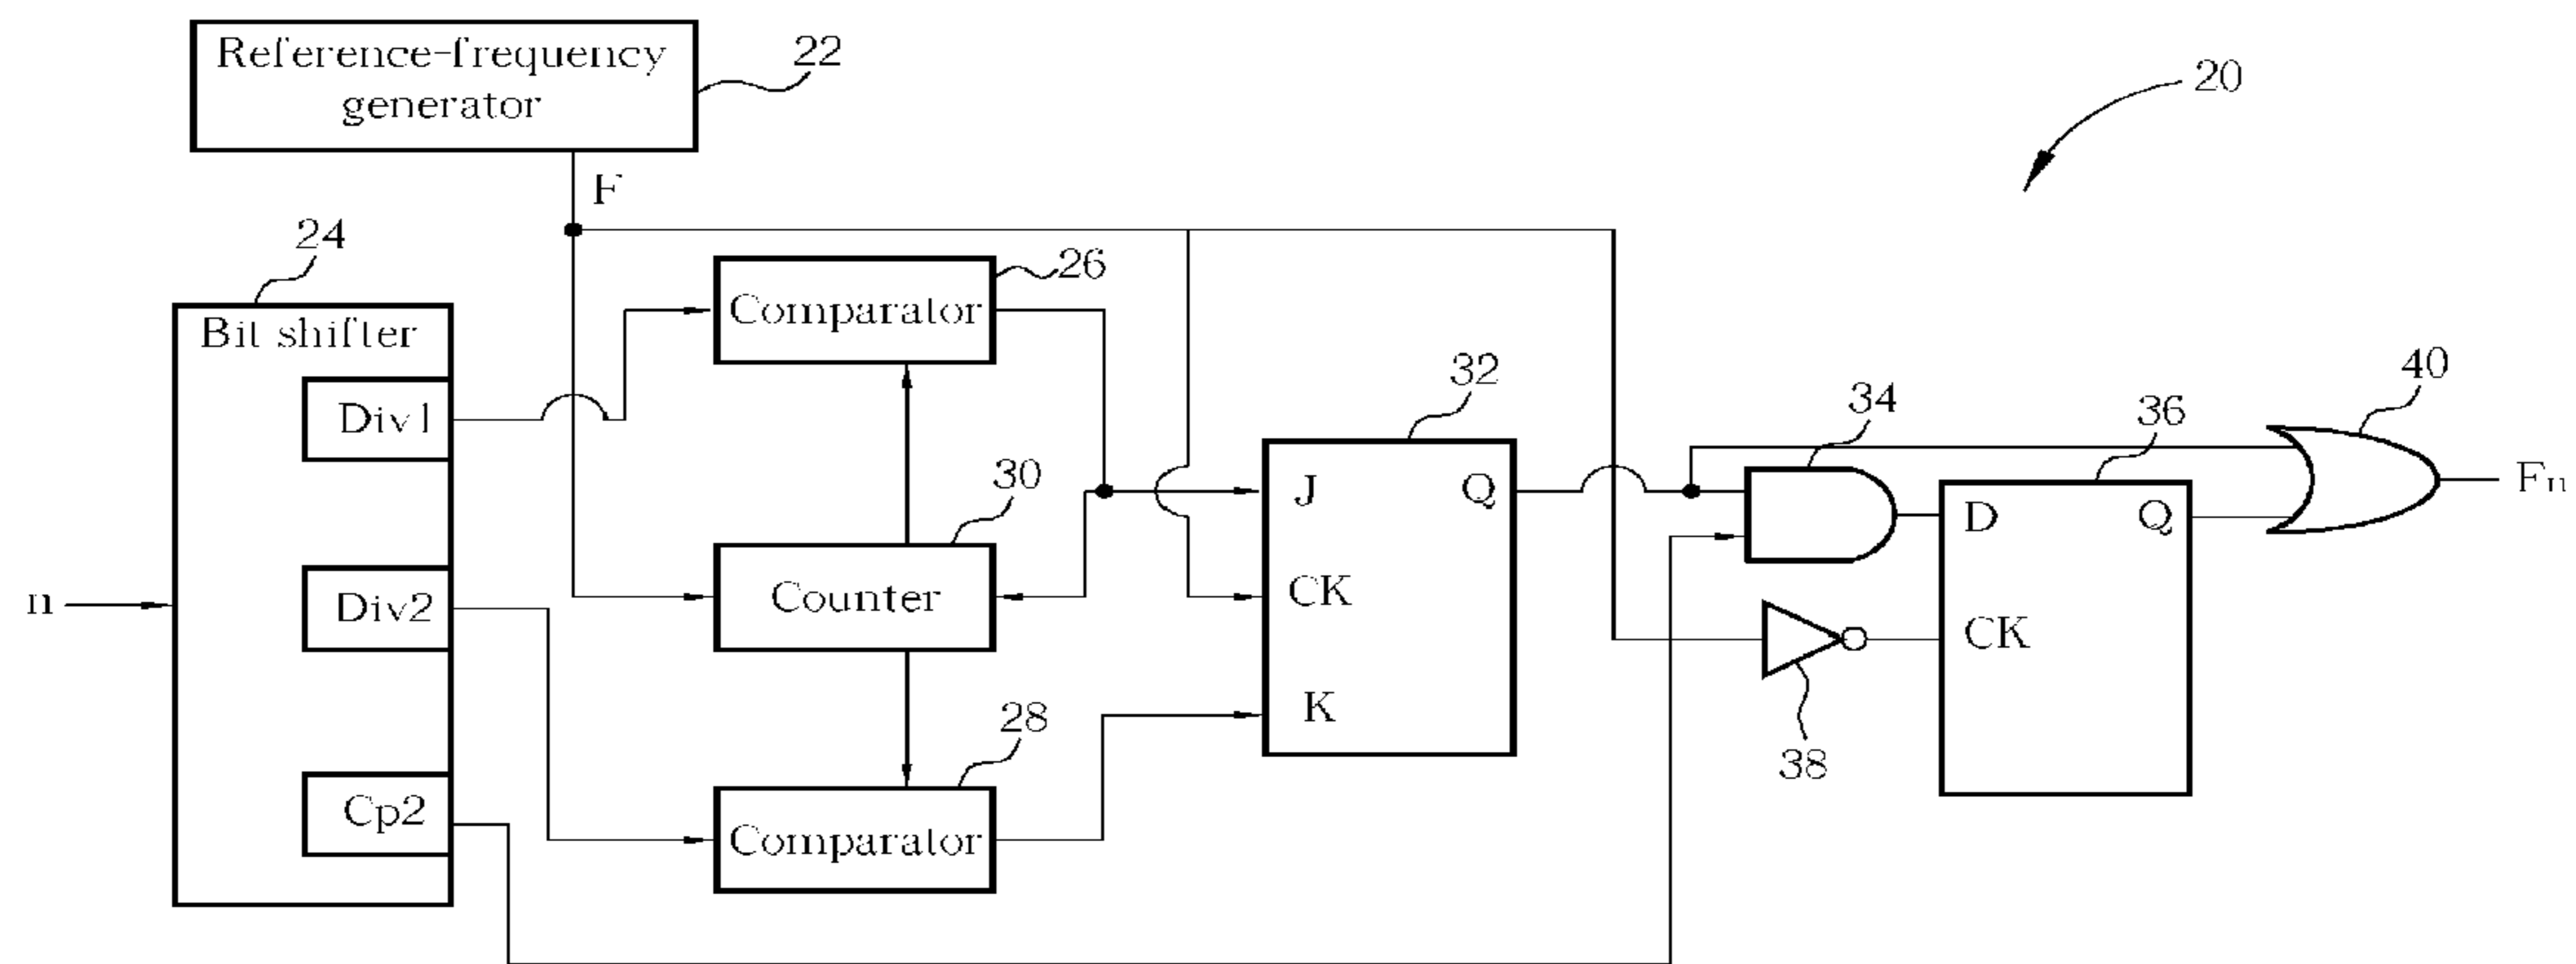 Reference-frequency
generator
22
20
F
24
26
Comparator
Bit shifter
32
40
Div1
34
36
30
J
Q
Fn
D
Q
n
Div2
Counter
CK
CK
28
K
38
Cp2
Comparator